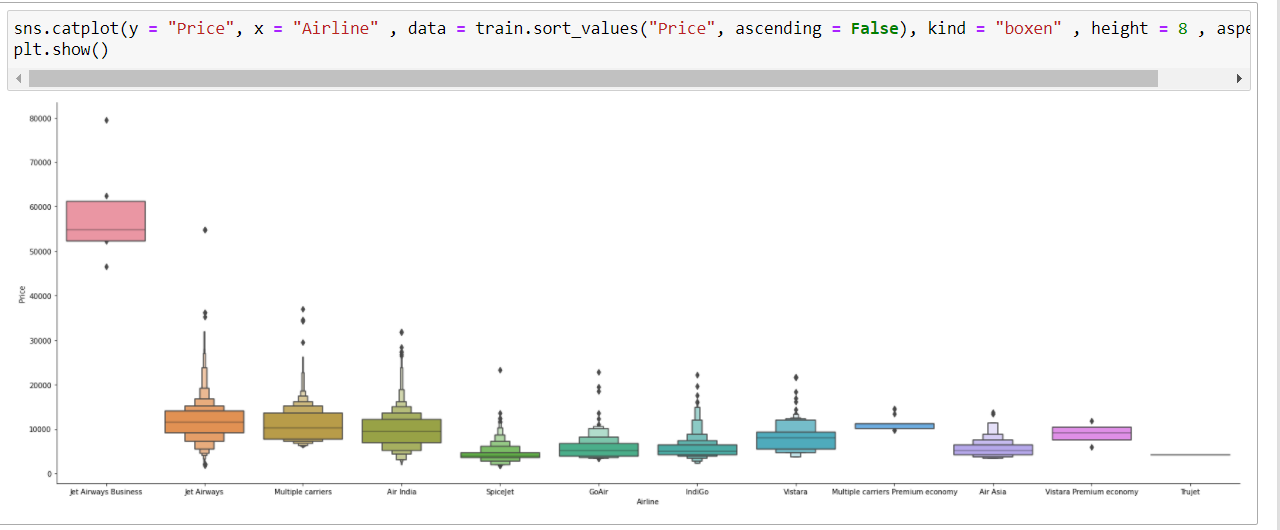 sns.catplot(y = "Price", x = "Airline" , data = train.sort_values("Price", ascending = False), kind = "boxen" , height = 8 , aspe
plt.show()
80000
70000
60000
50000
40000
30000
20000
10000
0
Price
Jet Airways Business Jet Airways Multiple carriers Air India SpiceJet GoAir IndiGo Vistara Multiple carriers Premium economy Air Asia Vistara Premium economy Trujet
Airline